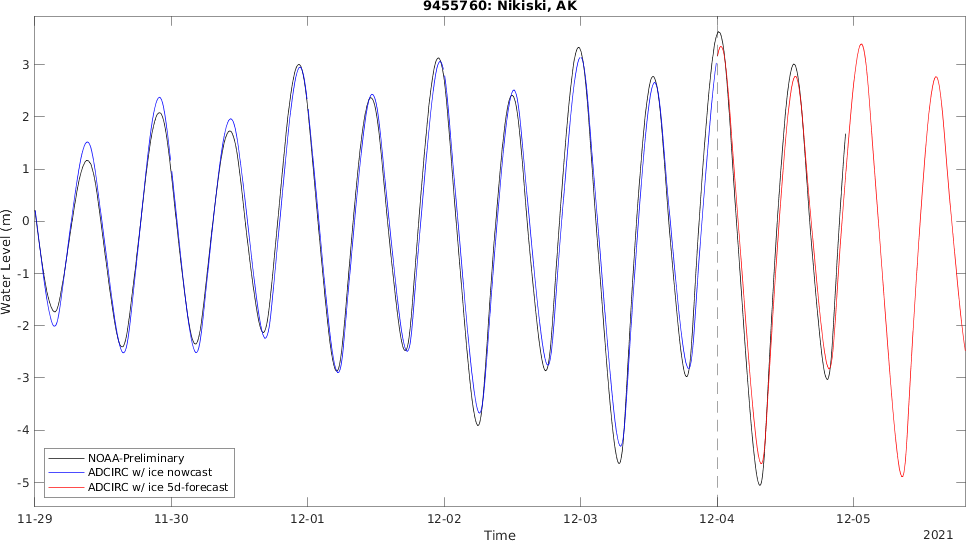 9455760: Nikiski, AK
3
2
1
0
-1
-2
-3
-4
-5
Water Level (m)
NOAA-Preliminary
ADCIRC w/ ice nowcast
ADCIRC w/ ice 5d-forecast
11-29 11-30 12-01 12-02 12-03 12-04 12-05
Time
2021